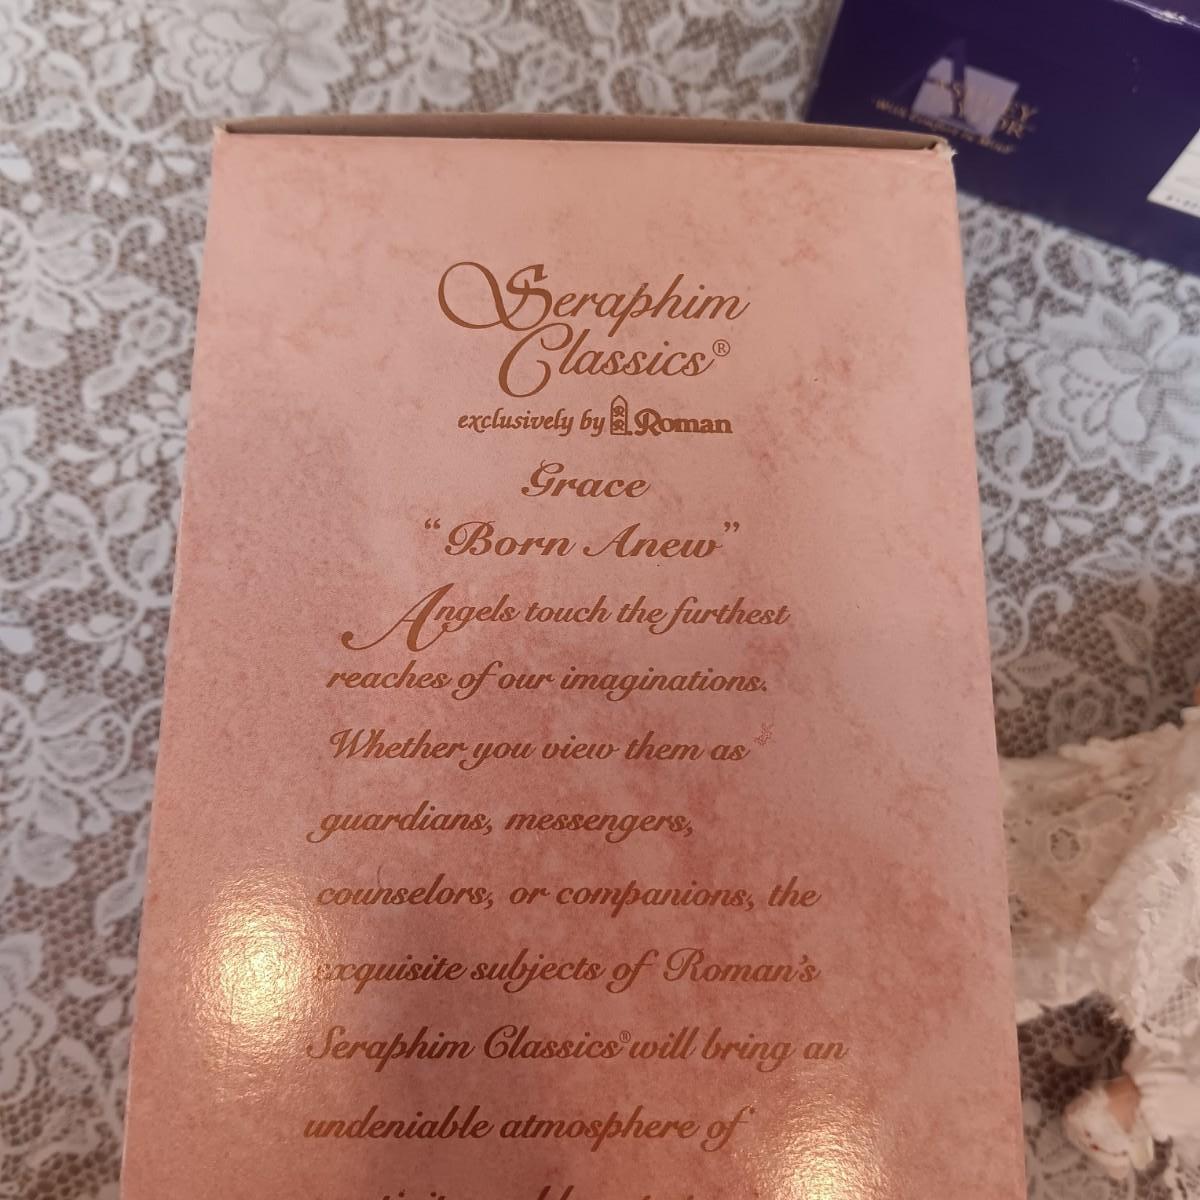 Seraphim
Classics®
exclusively by Roman
Grace
“Born Anew”
Angels touch the furthest
reaches of our imaginations.
Whether you view them as
guardians, messengers,
counselors, or companions, the
exquisite subjects of Roman's
Seraphim Classics® will bring an
undeniable atmosphere of